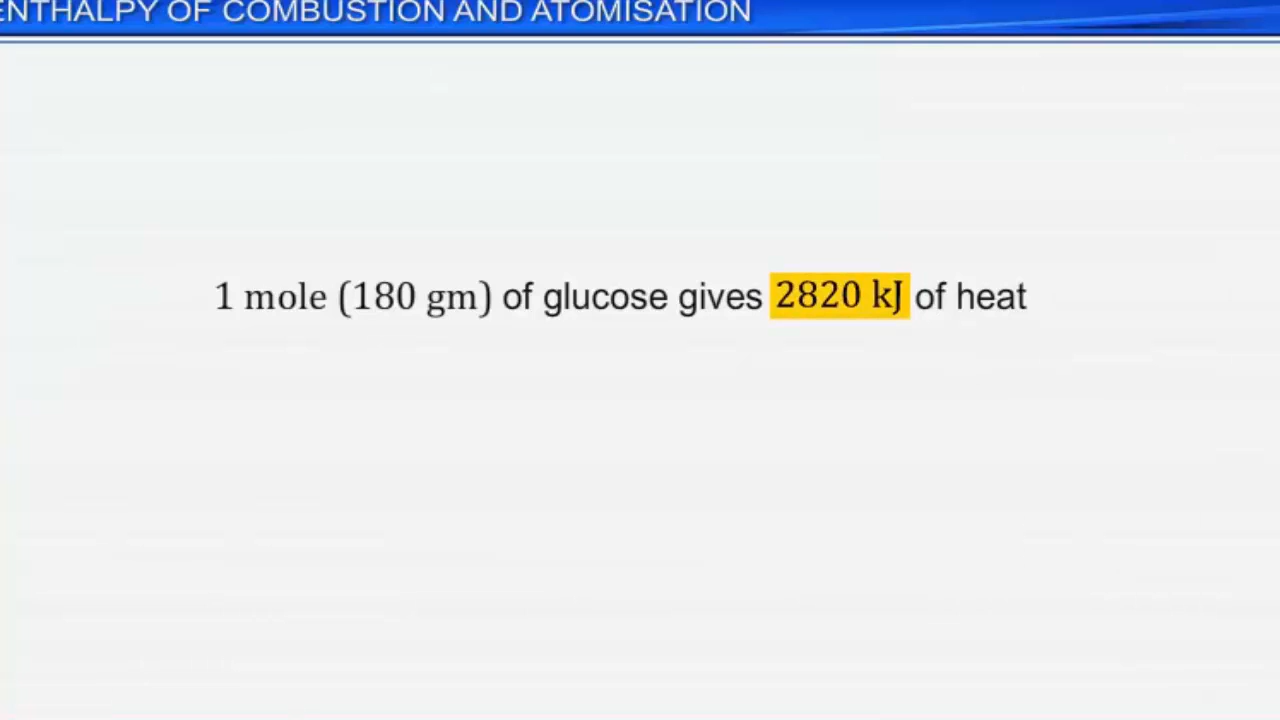 ENTHALPY OF COMBUSTION AND ATOMISATION
1 mole (180 gm) of glucose gives 2820 kJ of heat